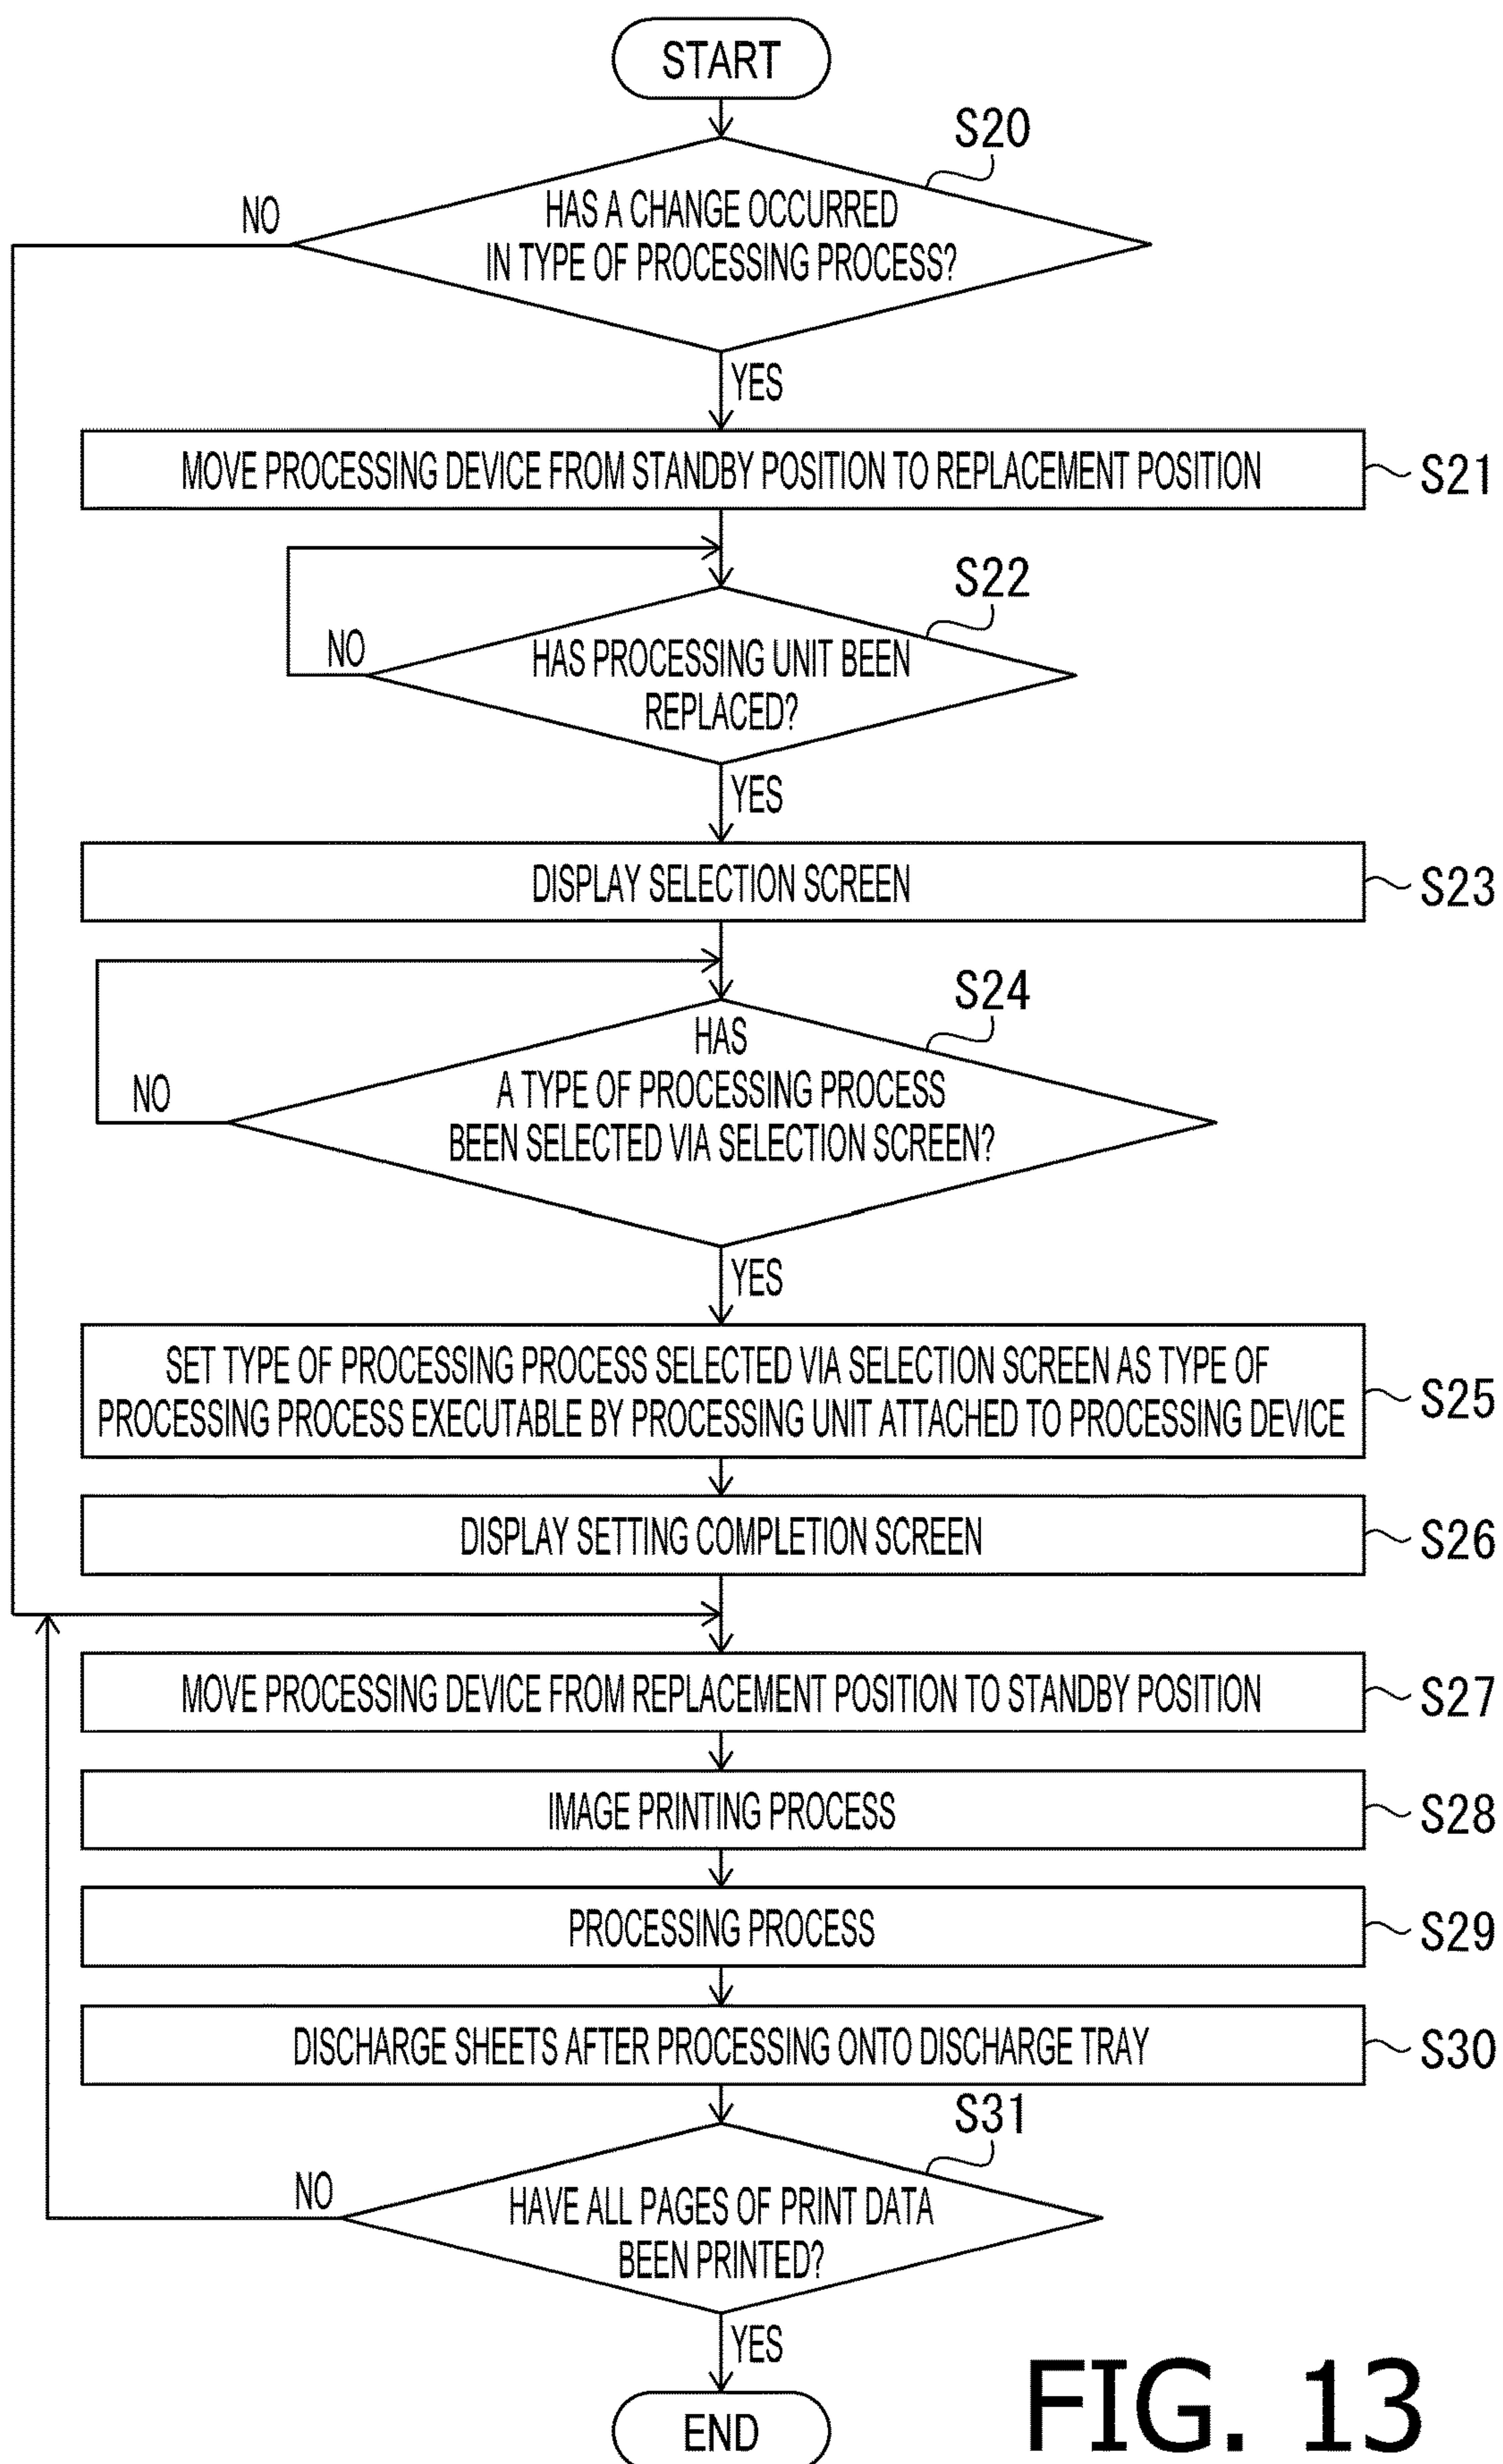 START
S20
NO
HAS A CHANGE OCCURRED
IN TYPE OF PROCESSING PROCESS?
YES
MOVE PROCESSING DEVICE FROM STANDBY POSITION TO REPLACEMENT POSITION
S21
S22
NO
HAS PROCESSING UNIT BEEN
REPLACED?
YES
DISPLAY SELECTION SCREEN
S23
S24
HAS
A TYPE OF PROCESSING PROCESS
NO
BEEN SELECTED VIA SELECTION SCREEN?
YES
SET TYPE OF PROCESSING PROCESS SELECTED VIA SELECTION SCREEN AS TYPE OF
PROCESSING PROCESS EXECUTABLE BY PROCESSING UNIT ATTACHED TO PROCESSING DEVICE
S25
DISPLAY SETTING COMPLETION SCREEN
S26
MOVE PROCESSING DEVICE FROM REPLACEMENT POSITION TO STANDBY POSITION
S27
IMAGE PRINTING PROCESS
S28
PROCESSING PROCESS
S29
DISCHARGE SHEETS AFTER PROCESSING ONTO DISCHARGE TRAY
S30
S31
NO
HAVE ALL PAGES OF PRINT DATA
BEEN PRINTED?
YES
END
FIG. 13